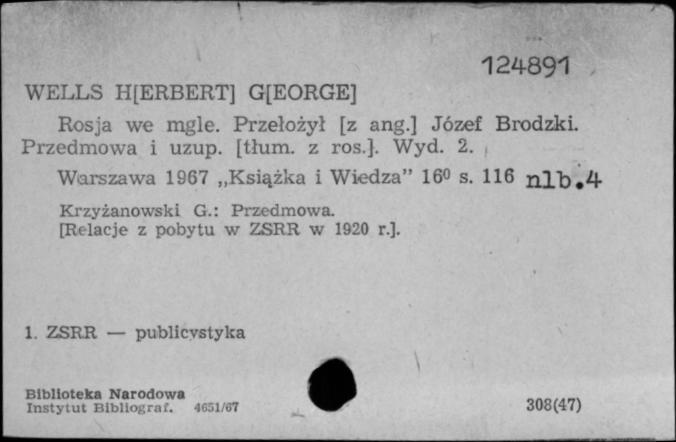 124891
WELLS H[ERBERT] G[EORGE]
Rosja we mgle. Przełożył [z ang.] Józef Brodzki.
Przedmowa i uzup. [tłum. z ros.]. Wyd. 2.
Warszawa 1967 „Książka i Wiedza” 16⁰ s. 116 nlb.4
Krzyżanowski G.: Przedmowa.
[Relacje z pobytu w ZSRR w 1920 r.].
1. ZSRR — publicystyka
Biblioteka Narodowa
Instytut Bibliograf. 4651/67 308(47)